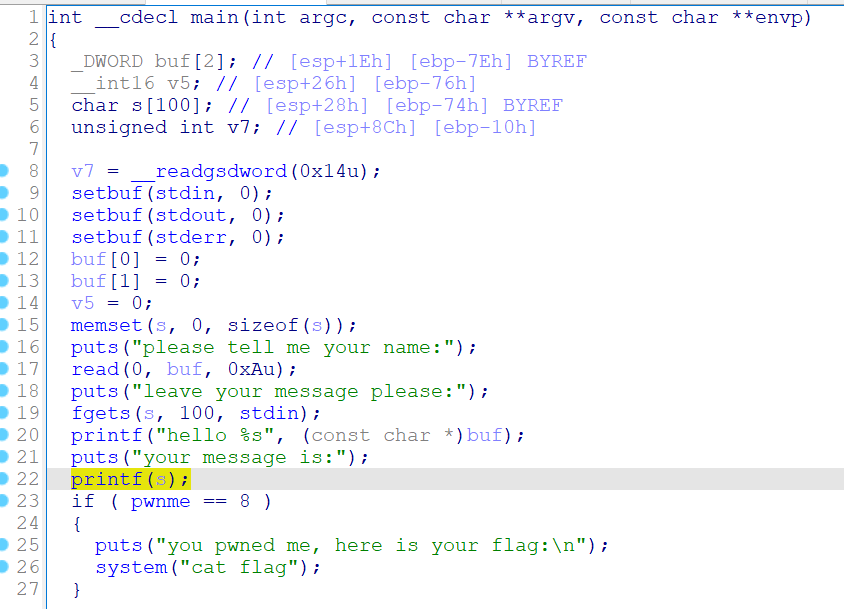 1 int __cdecl main(int argc, const char **argv, const char **envp)
2 {
3   _DWORD buf[2]; // [esp+1Eh] [ebp-7Eh] BYREF
4   __int16 v5; // [esp+26h] [ebp-76h]
5   char s[100]; // [esp+28h] [ebp-74h] BYREF
6   unsigned int v7; // [esp+8Ch] [ebp-10h]
7
8   v7 = __readgsdword(0x14u);
9   setbuf(stdin, 0);
10   setbuf(stdout, 0);
11   setbuf(stderr, 0);
12   buf[0] = 0;
13   buf[1] = 0;
14   v5 = 0;
15   memset(s, 0, sizeof(s));
16   puts("please tell me your name:");
17   read(0, buf, 0xAu);
18   puts("leave your message please:");
19   fgets(s, 100, stdin);
20   printf("hello %s", (const char *)buf);
21   puts("your message is:");
22   printf(s);
23   if ( pwnme == 8 )
24   {
25     puts("you pwned me, here is your flag:\n");
26     system("cat flag");
27   }